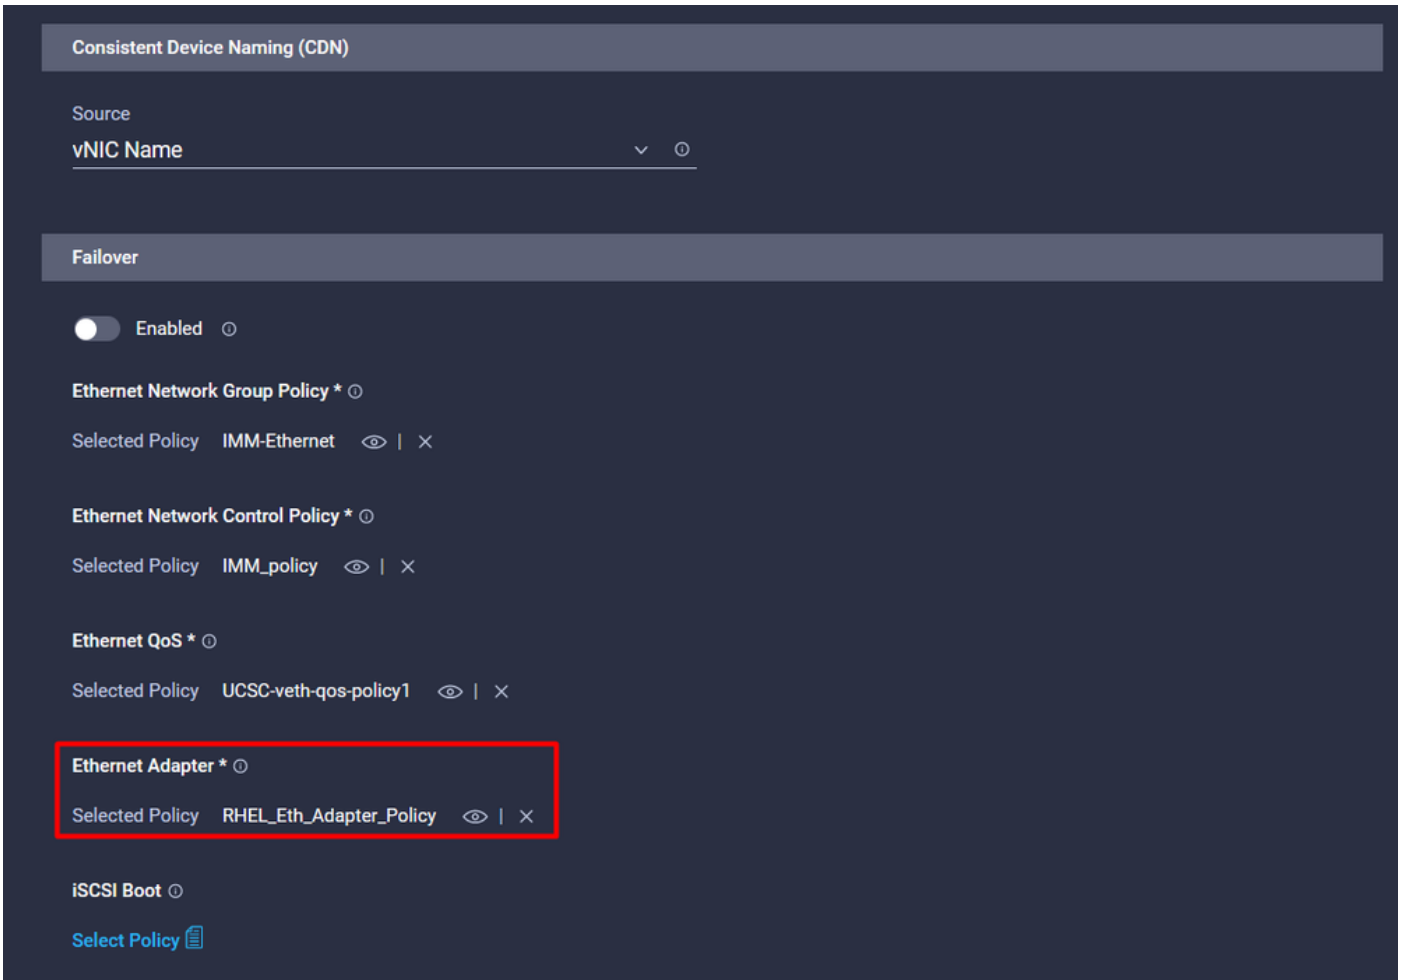 Consistent Device Naming (CDN)
Source
vNIC Name
Failover
Enabled
Ethernet Network Group Policy *
Selected Policy IMM-Ethernet |
Ethernet Network Control Policy *
Selected Policy IMM_policy |
Ethernet QoS *
Selected Policy UCSC-veth-qos-policy1 |
Ethernet Adapter *
Selected Policy RHEL_Eth_Adapter_Policy |
iSCSI Boot
Select Policy